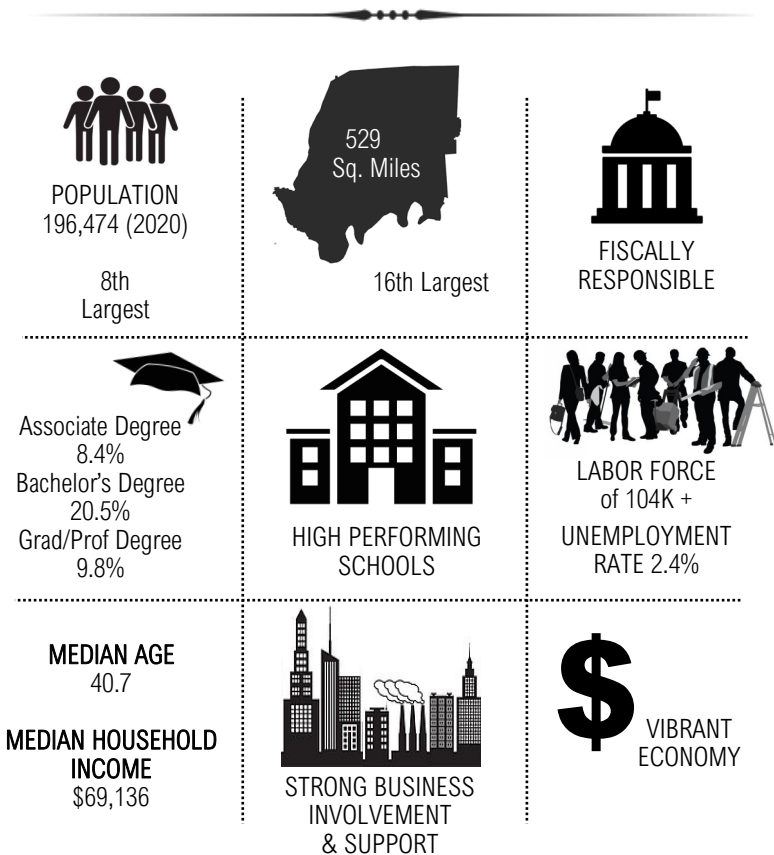 POPULATION
196,474 (2020)
8th
Largest
529
Sq. Miles
16th Largest
FISCALLY
RESPONSIBLE
Associate Degree
8.4%
Bachelor's Degree
20.5%
Grad/Prof Degree
9.8%
HIGH PERFORMING
SCHOOLS
LABOR FORCE
of 104K +
UNEMPLOYMENT
RATE 2.4%
MEDIAN AGE
40.7
MEDIAN HOUSEHOLD
INCOME
$69,136
STRONG BUSINESS
INVOLVEMENT
& SUPPORT
$
VIBRANT
ECONOMY